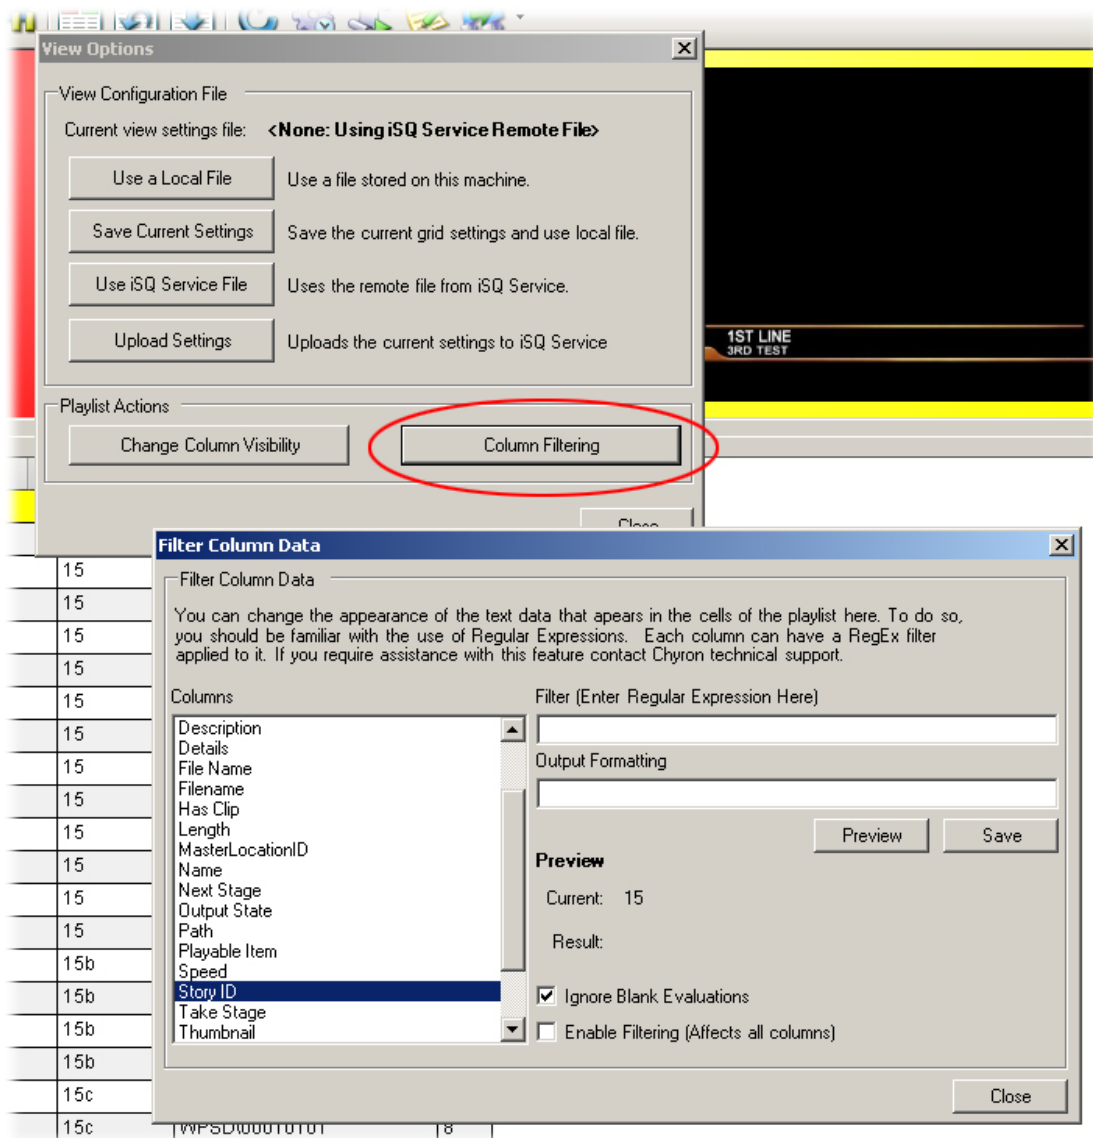 View Options
View Configuration File
Current view settings file: <None: Using iSQ Service Remote File>
Use a Local File Use a file stored on this machine.
Save Current Settings Save the current grid settings and use local file.
Use iSQ Service File Uses the remote file from iSQ Service.
Upload Settings Uploads the current settings to iSQ Service
1ST LINE
3RD TEST
Playlist Actions
Change Column Visibility Column Filtering
Close
Filter Column Data
Filter Column Data
You can change the appearance of the text data that apears in the cells of the playlist here. To do so,
you should be familiar with the use of Regular Expressions. Each column can have a RegEx filter
applied to it. If you require assistance with this feature contact Chyron technical support.
Columns
Description
Details
File Name
Filename
Has Clip
Length
MasterLocationID
Name
Next Stage
Output State
Path
Playable Item
Speed
Story ID
Take Stage
Thumbnail
Filter (Enter Regular Expression Here)
Output Formatting
Preview Save
Preview
Current: 15
Result:
Ignore Blank Evaluations
Enable Filtering (Affects all columns)
Close
15
15
15
15
15
15
15
15
15
15
15
15
15b
15b
15b
15b
15c
15c WPSD\00010101 8